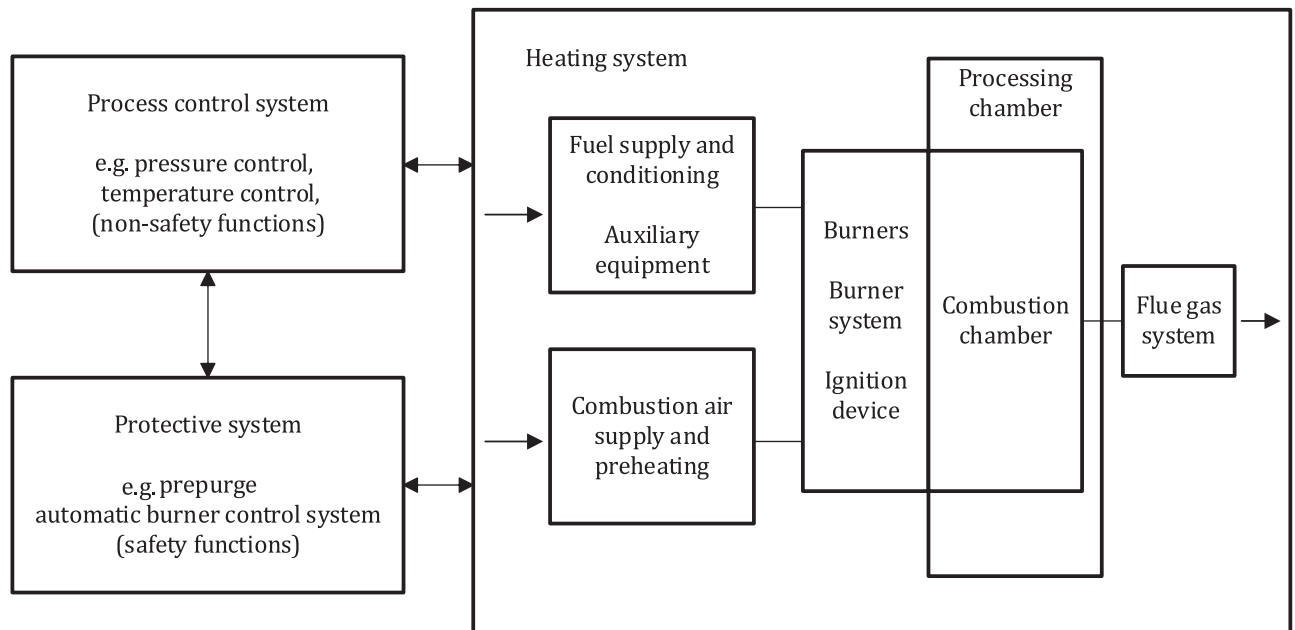 Process control system
e.g. pressure control,
temperature control,
(non-safety functions)
Protective system
e.g. prepurge
automatic burner control system
(safety functions)
Heating system
Fuel supply and
conditioning
Auxiliary
equipment
Combustion air
supply and
preheating
Burners
Burner
system
Ignition
device
Processing
chamber
Combustion
chamber
Flue gas
system